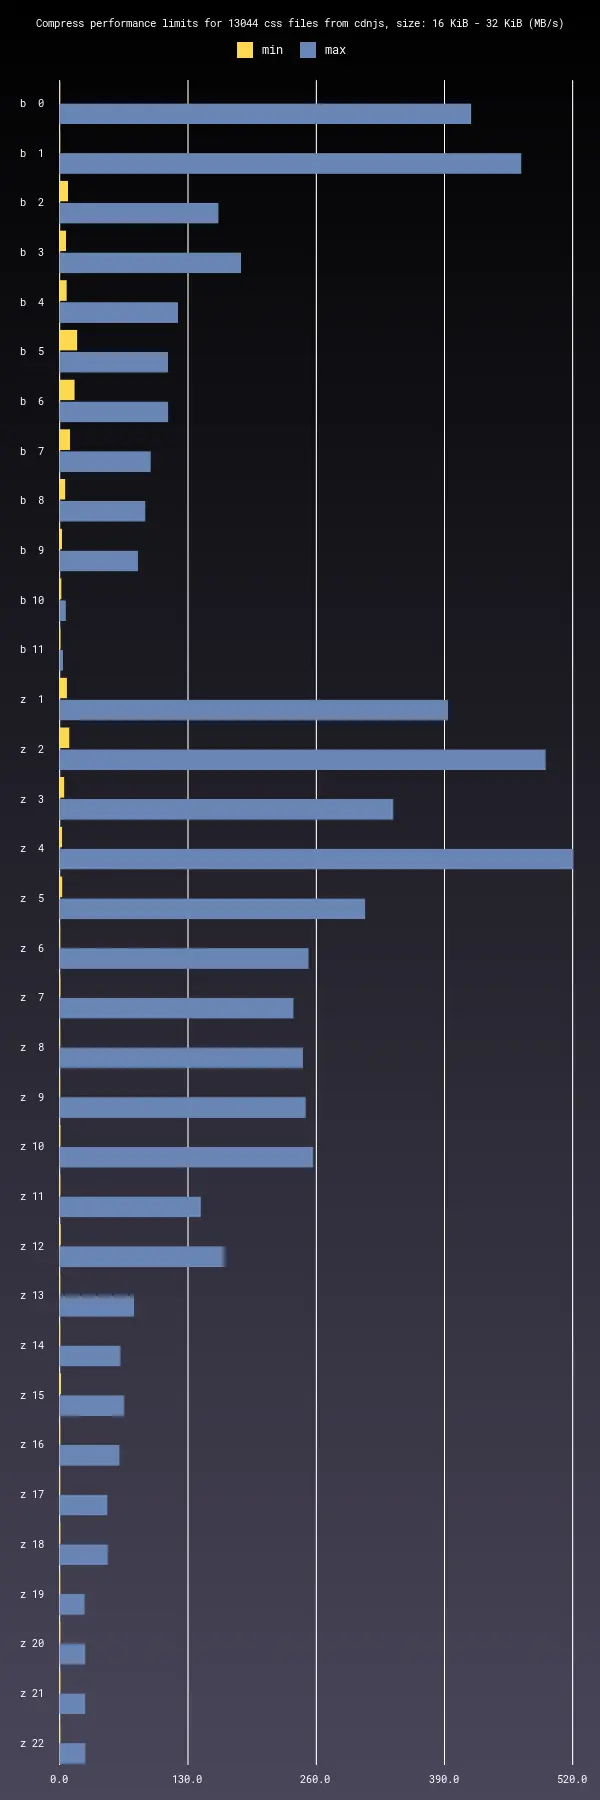 Compress performance limits for 13044 css files from cdnjs, size: 16 KiB - 32 KiB (MB/s)
min max
b 0
b 1
b 2
b 3
b 4
b 5
b 6
b 7
b 8
b 9
b 10
b 11
z 1
z 2
z 3
z 4
z 5
z 6
z 7
z 8
z 9
z 10
z 11
z 12
z 13
z 14
z 15
z 16
z 17
z 18
z 19
z 20
z 21
z 22
0.0 130.0 260.0 390.0 520.0